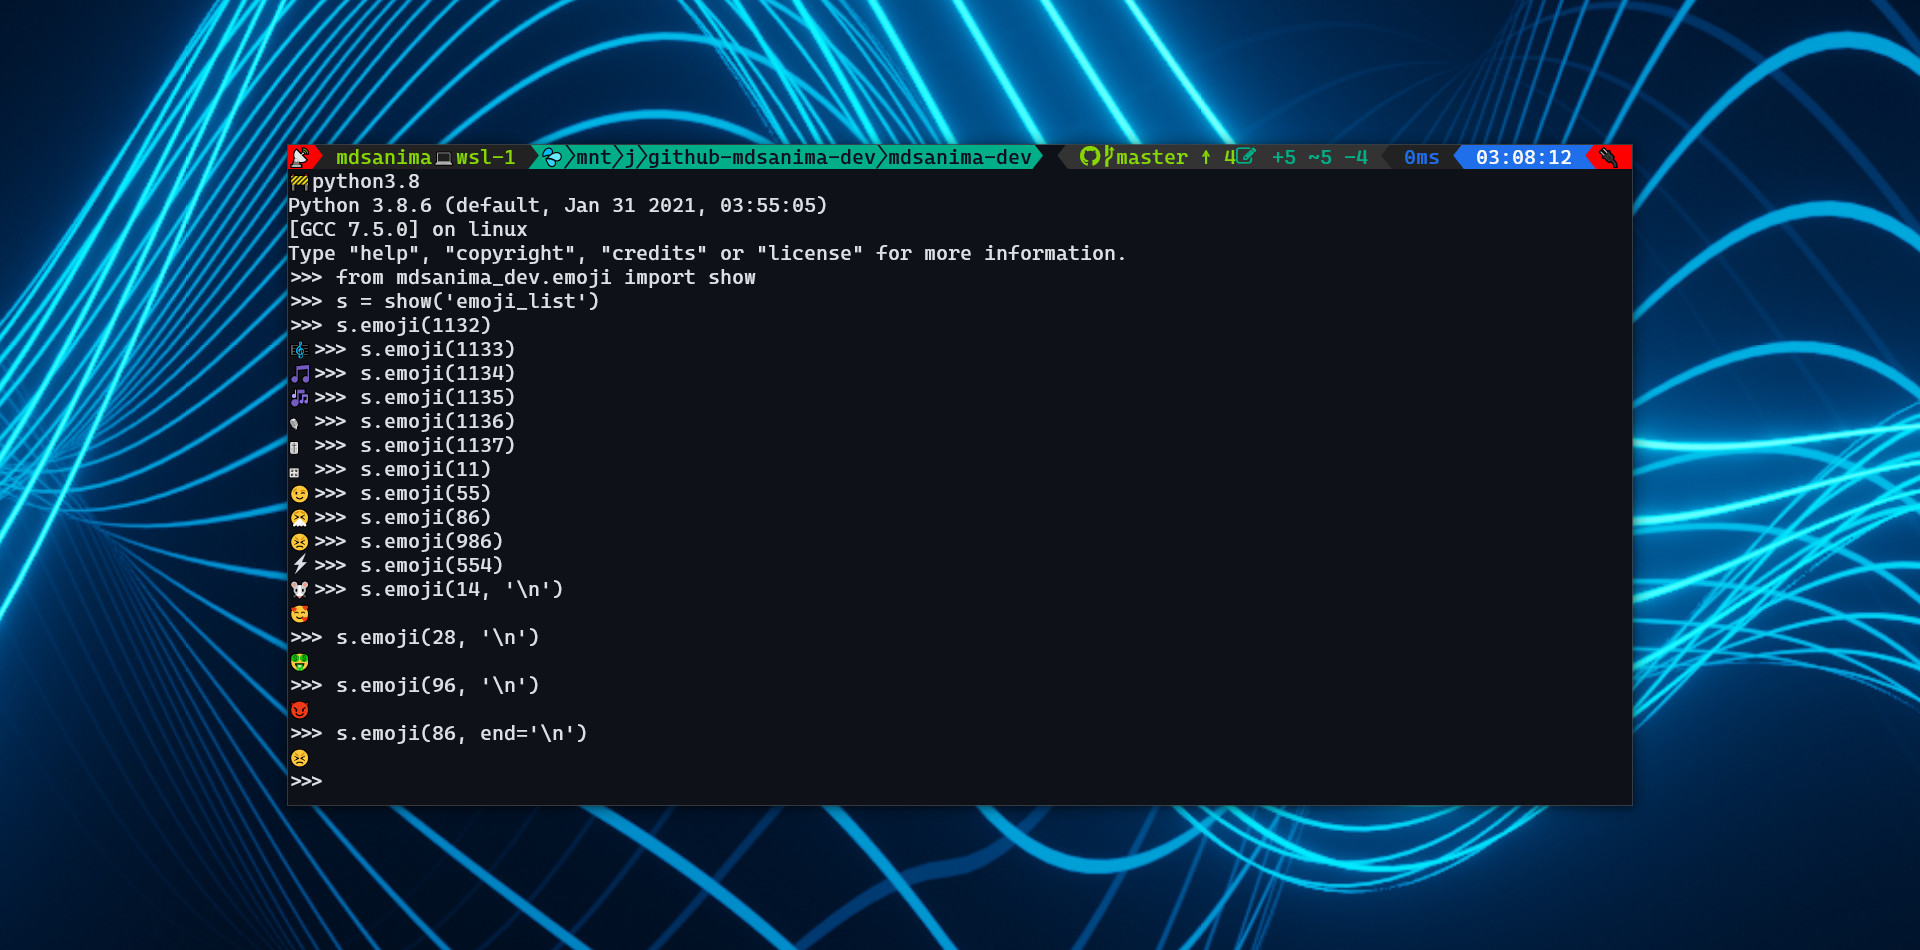 mdsanima💻wsl-1 💦 mnt j github-mdsanima-dev mdsanima-dev master ↑ 4 +5 ~5 -4 0ms 03:08:12
🚧python3.8
Python 3.8.6 (default, Jan 31 2021, 03:55:05)
[GCC 7.5.0] on linux
Type "help", "copyright", "credits" or "license" for more information.
>>> from mdsanima_dev.emoji import show
>>> s = show('emoji_list')
>>> s.emoji(1132)
🎼>>> s.emoji(1133)
🎵>>> s.emoji(1134)
🎶>>> s.emoji(1135)
🎙>>> s.emoji(1136)
🎚>>> s.emoji(1137)
🎛>>> s.emoji(11)
😉>>> s.emoji(55)
🤧>>> s.emoji(86)
😣>>> s.emoji(986)
⚡>>> s.emoji(554)
🐭>>> s.emoji(14, '\n')
🥰
>>> s.emoji(28, '\n')
🤑
>>> s.emoji(96, '\n')
😈
>>> s.emoji(86, end='\n')
😣
>>>